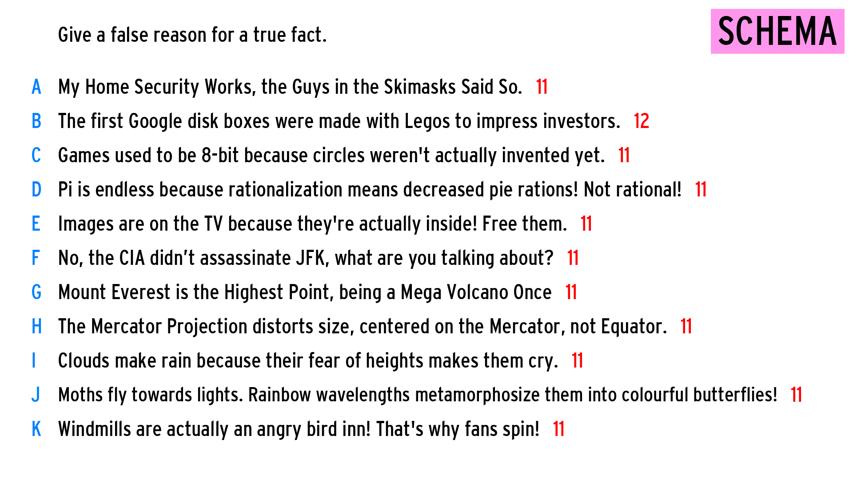 Give a false reason for a true fact.
SCHEMA
A My Home Security Works, the Guys in the Skimasks Said So. 11
B The first Google disk boxes were made with Legos to impress investors. 12
C Games used to be 8-bit because circles weren't actually invented yet. 11
D Pi is endless because rationalization means decreased pie rations! Not rational! 11
E Images are on the TV because they're actually inside! Free them. 11
F No, the CIA didn’t assassinate JFK, what are you talking about? 11
G Mount Everest is the Highest Point, being a Mega Volcano Once 11
H The Mercator Projection distorts size, centered on the Mercator, not Equator. 11
I Clouds make rain because their fear of heights makes them cry. 11
J Moths fly towards lights. Rainbow wavelengths metamorphosize them into colourful butterflies! 11
K Windmills are actually an angry bird inn! That's why fans spin! 11